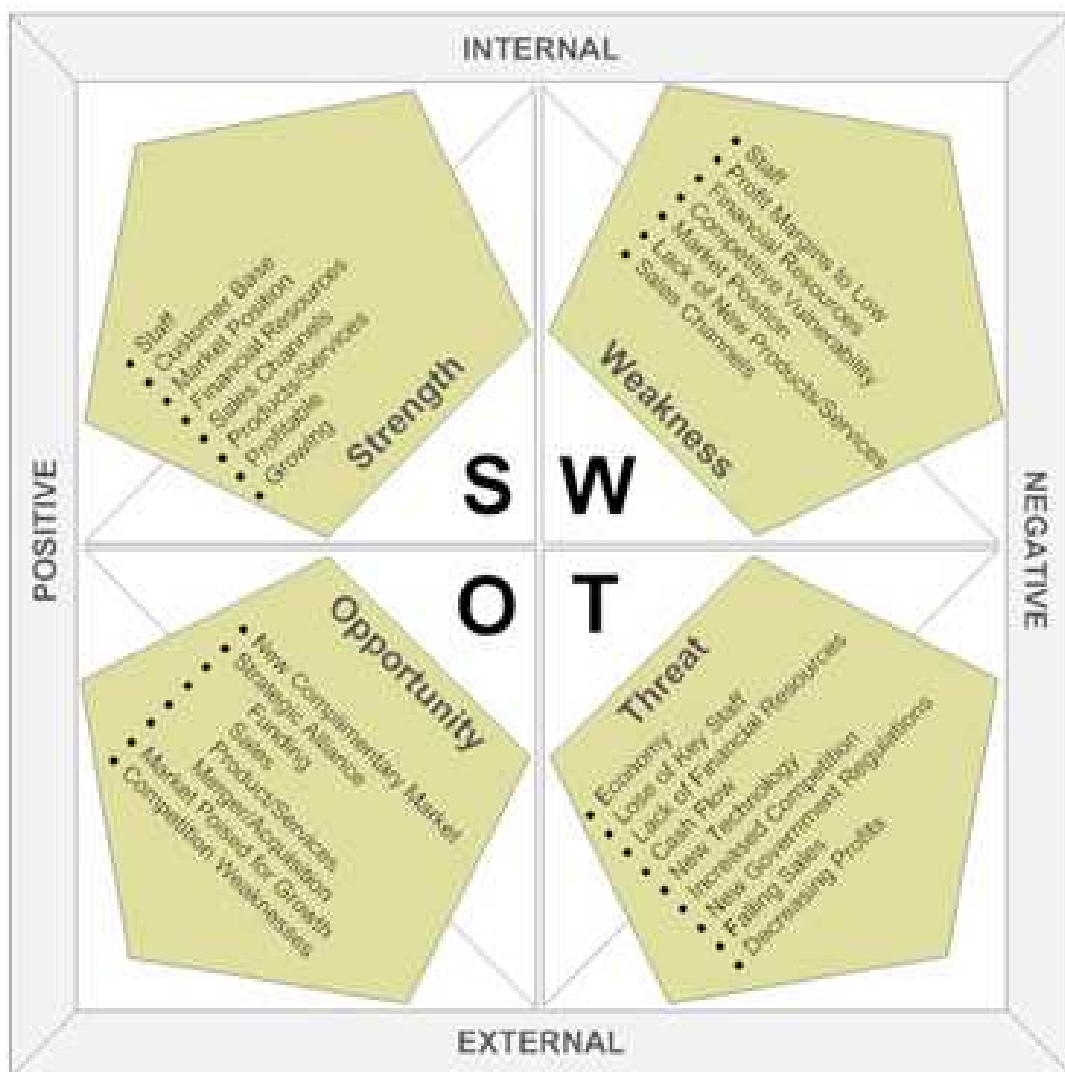 INTERNAL
POSITIVE
NEGATIVE
EXTERNAL
S
W
O
T
Strength
Staff
Customer Base
Market Position
Financial Resources
Sales Channels
Products/Services
Profitable
Growing
Weakness
Staff
Profit Margins to Low
Financial Resources
Competitive Vulnerability
Market Position
Lack of New Products/Services
Sales Channels
Opportunity
New Complimentary Market
Strategic Alliance
Funding
Sales
Product/Services
Merger/Acquisition
Market Poised for Growth
Competition Weaknesses
Threat
Economy
Lose of Key Staff
Lack of Financial Resources
Cash Flow
New Technology
Increased Competition
New Government Regulations
Falling Sales
Decreasing Profits